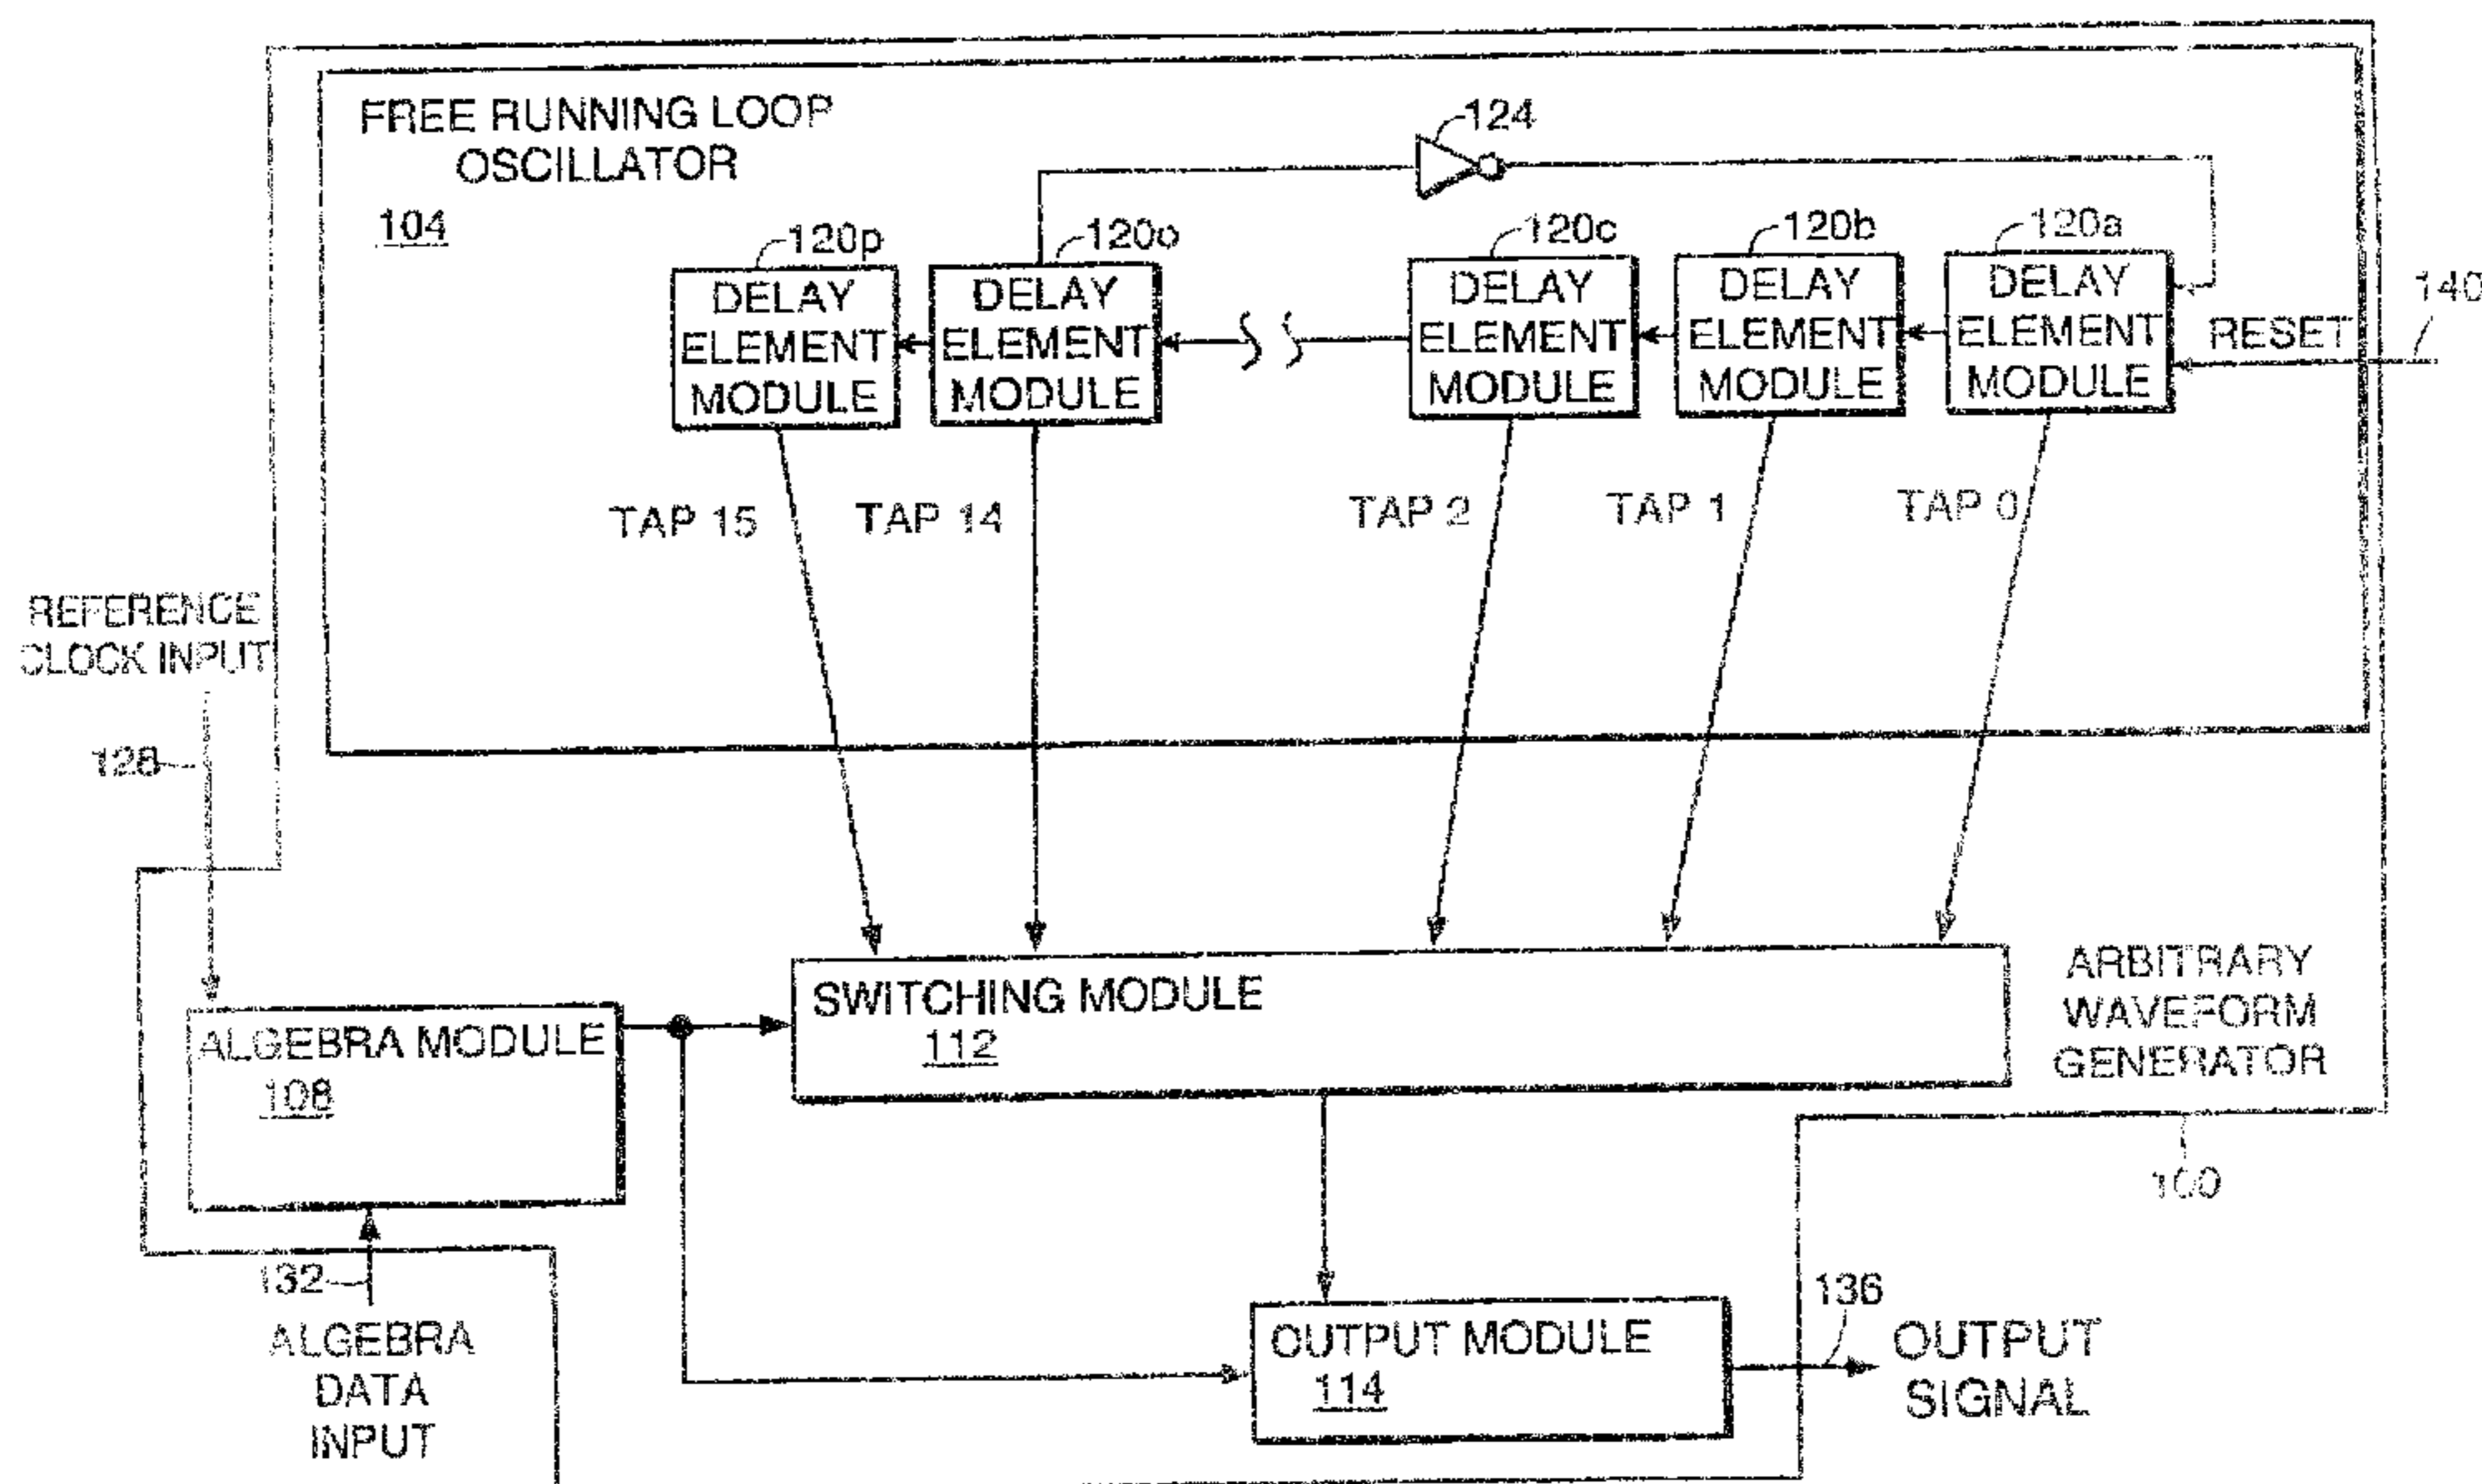 FREE RUNNING LOOP
OSCILLATOR
104
124
120p
120o
120c
120b
120a
DELAY
ELEMENT
MODULE
DELAY
ELEMENT
MODULE
DELAY
ELEMENT
MODULE
DELAY
ELEMENT
MODULE
DELAY
ELEMENT
MODULE
RESET
140
TAP 15
TAP 14
TAP 2
TAP 1
TAP 0
REFERENCE
CLOCK INPUT
128
ALGEBRA MODULE
108
SWITCHING MODULE
112
ARBITRARY
WAVEFORM
GENERATOR
100
132
ALGEBRA
DATA
INPUT
OUTPUT MODULE
114
136
OUTPUT
SIGNAL